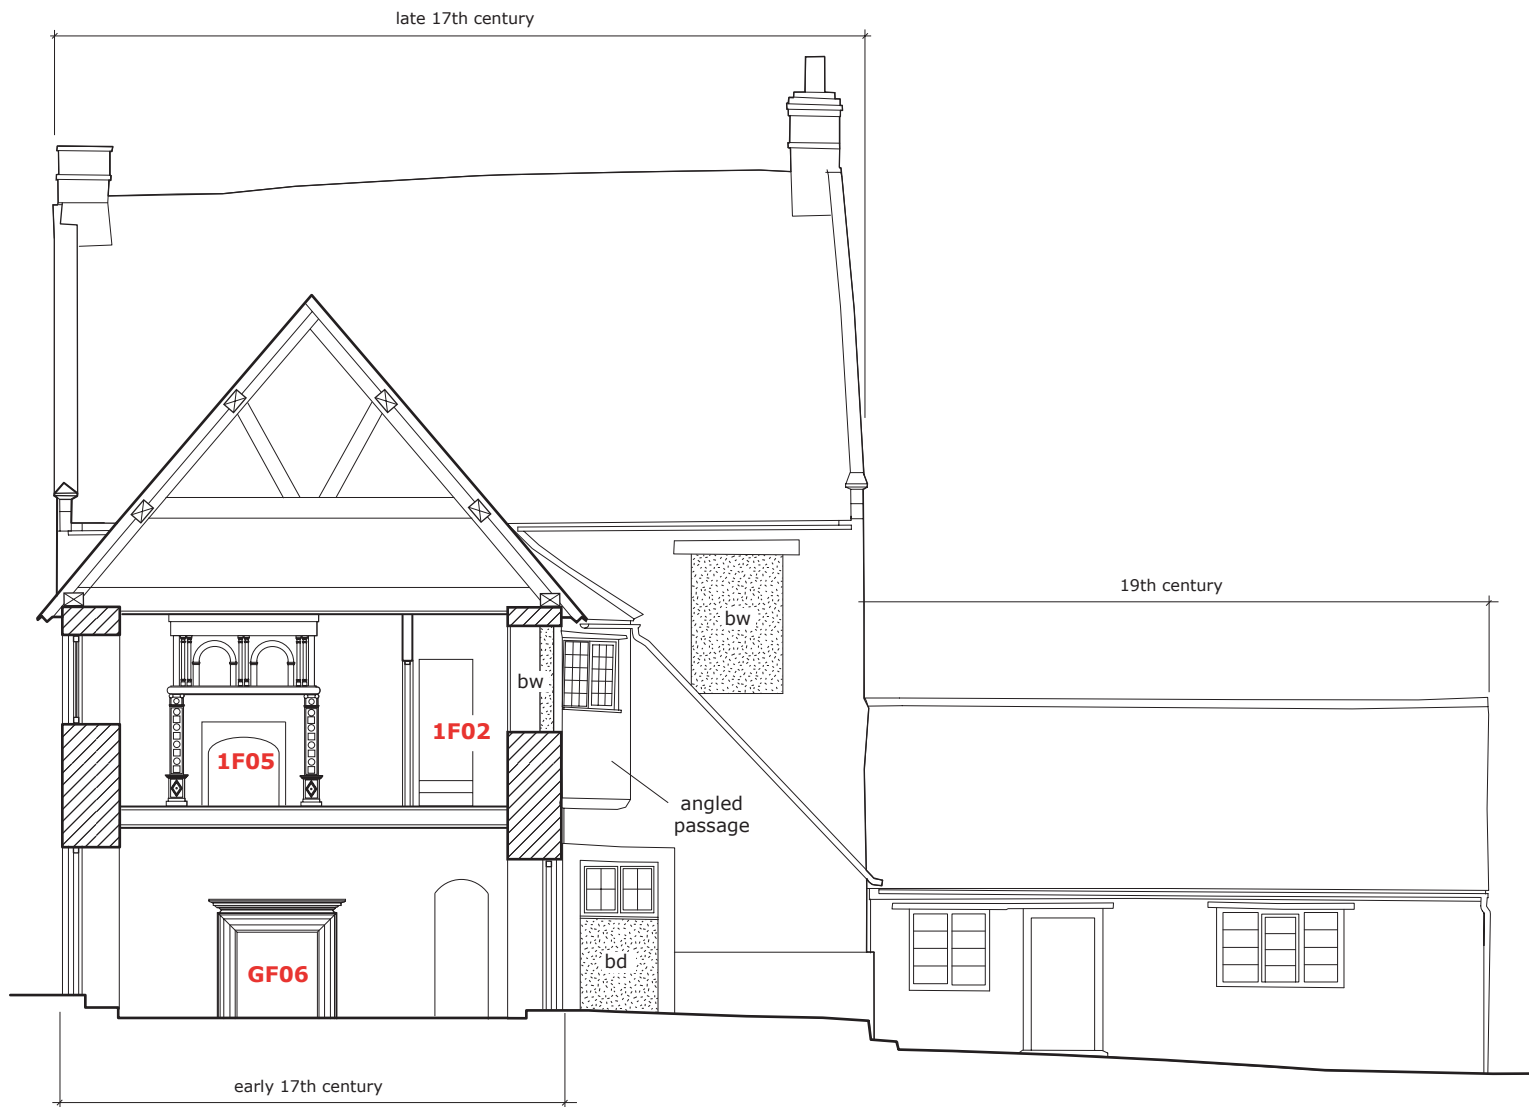 late 17th century
19th century
bw
bw
1F02
1F05
angled
passage
bd
GF06
early 17th century